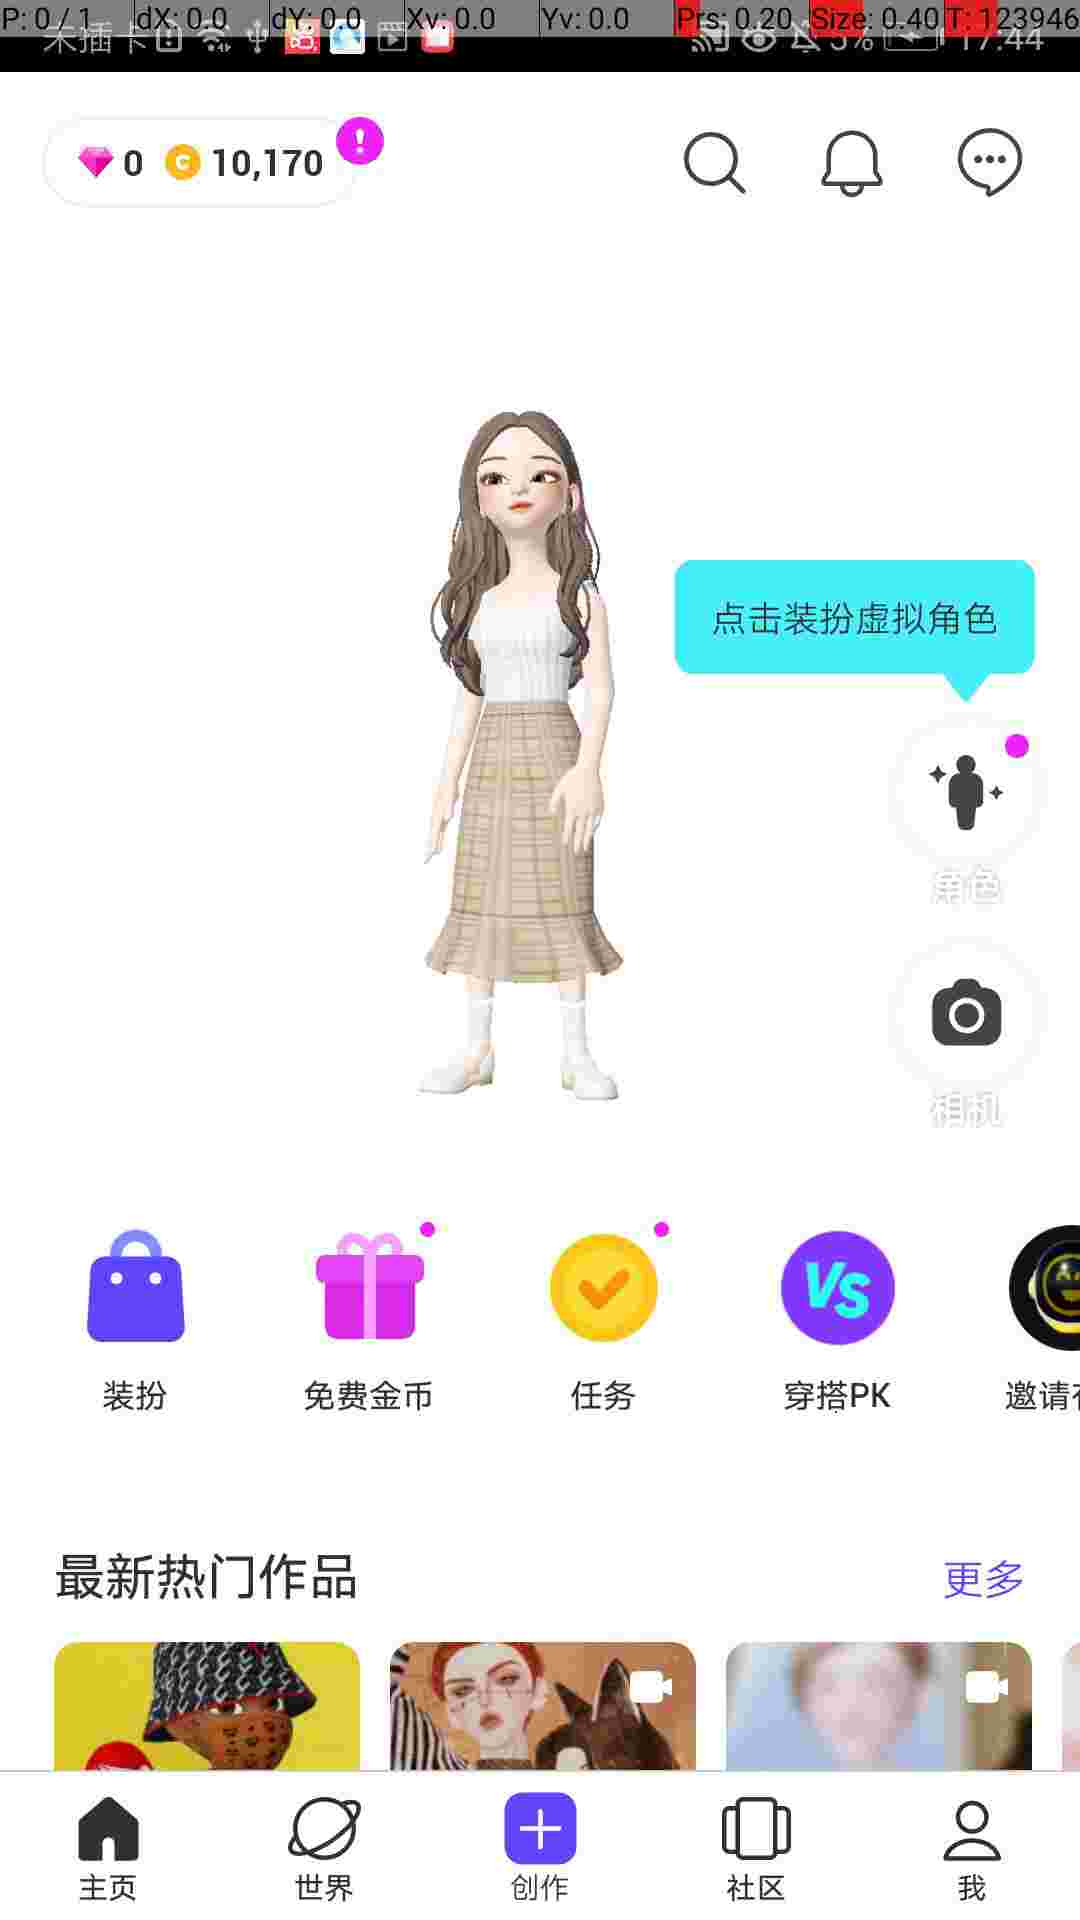 P: 0 / 1 dX: 0.0 dY: 0.0 Xv: 0.0 Yv: 0.0 Prs: 0.20 Size: 0.40 T: 123946
未插卡 5% 17:44
0 C 10,170 !
点击装扮虚拟角色
角色
相机
VS
装扮 免费金币 任务 穿搭PK 邀请
最新热门作品 更多
主页 世界 创作 社区 我